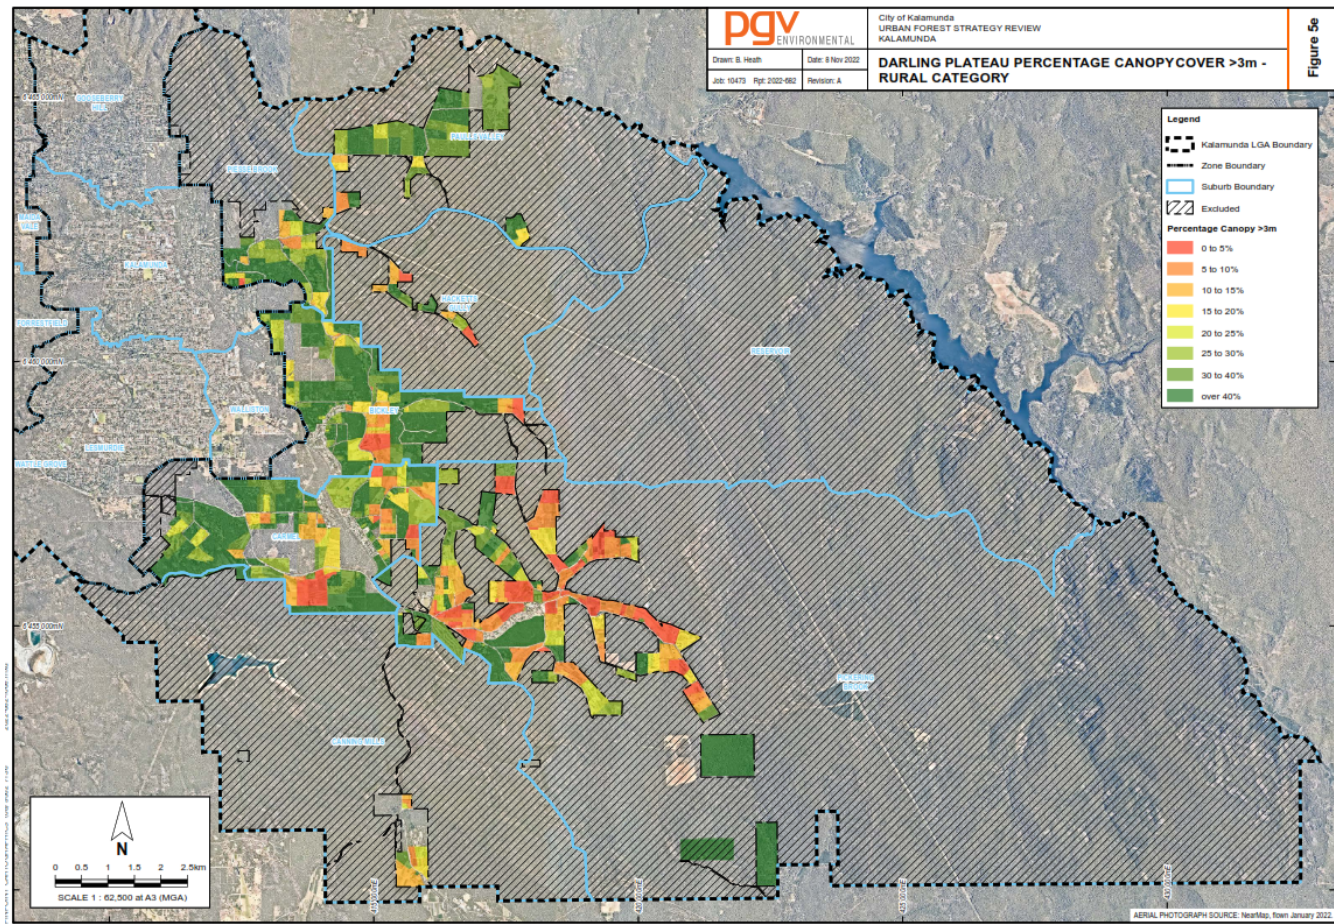 pgv
ENVIRONMENTAL
City of Kalamunda
URBAN FOREST STRATEGY REVIEW
KALAMUNDA
Drawn: B. Heath
Date: 8 Nov 2022
Job: 10473 Rpt: 2022-682
Revision: A
DARLING PLATEAU PERCENTAGE CANOPYCOVER >3m -
RURAL CATEGORY
Figure 5e
Legend
Kalamunda LGA Boundary
Zone Boundary
Suburb Boundary
Excluded
Percentage Canopy >3m
0 to 5%
5 to 10%
10 to 15%
15 to 20%
20 to 25%
25 to 30%
30 to 40%
over 40%
GOOSEBERRY
HILL
PAULLS VALLEY
PIESSE BROOK
KALAMUNDA
HACKETTS
GULLY
FORRESTFIELD
RESERVOIR
WALLISTON
BICKLEY
LESMURDIE
WATTLE GROVE
CARMEL
PICKERING
BROOK
CANNING MILLS
N
0 0.5 1 1.5 2 2.5km
SCALE 1 : 62,500 at A3 (MGA)
AERIAL PHOTOGRAPH SOURCE: NearMap, flown January 2022.